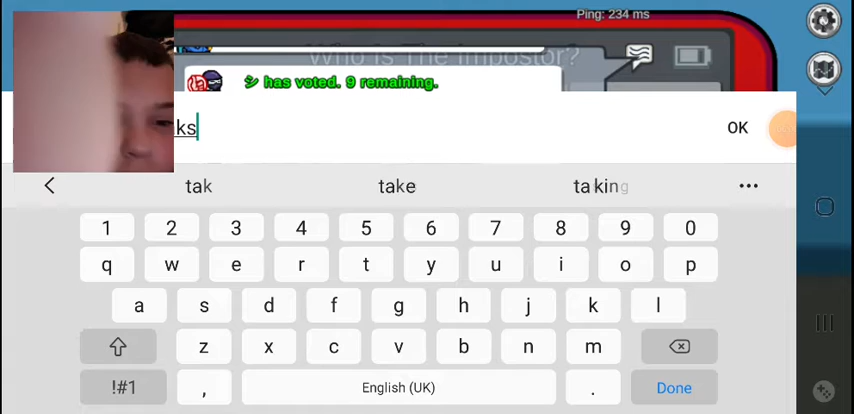 Ping: 234 ms
Who Is The Impostor?
シ has voted. 9 remaining.
ks
OK
tak take taking
1 2 3 4 5 6 7 8 9 0
q w e r t y u i o p
a s d f g h j k l
z x c v b n m
!#1 , English (UK) . Done